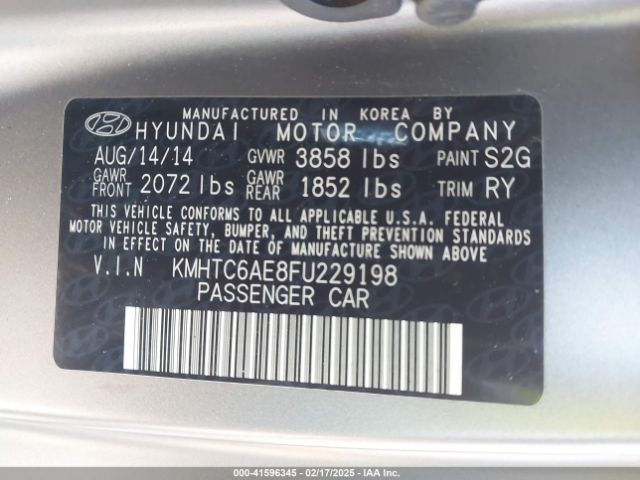 MANUFACTURED IN KOREA BY
HYUNDAI MOTOR COMPANY
AUG/14/14 GVWR 3858 lbs PAINT S2G
GAWR FRONT 2072 lbs GAWR REAR 1852 lbs TRIM RY
THIS VEHICLE CONFORMS TO ALL APPLICABLE U.S.A. FEDERAL
MOTOR VEHICLE SAFETY, BUMPER, AND THEFT PREVENTION STANDARDS
IN EFFECT ON THE DATE OF MANUFACTURE SHOWN ABOVE
V.I.N KMHTC6AE8FU229198
PASSENGER CAR
000-41596345 - 02/17/2025 - IAAI.CA